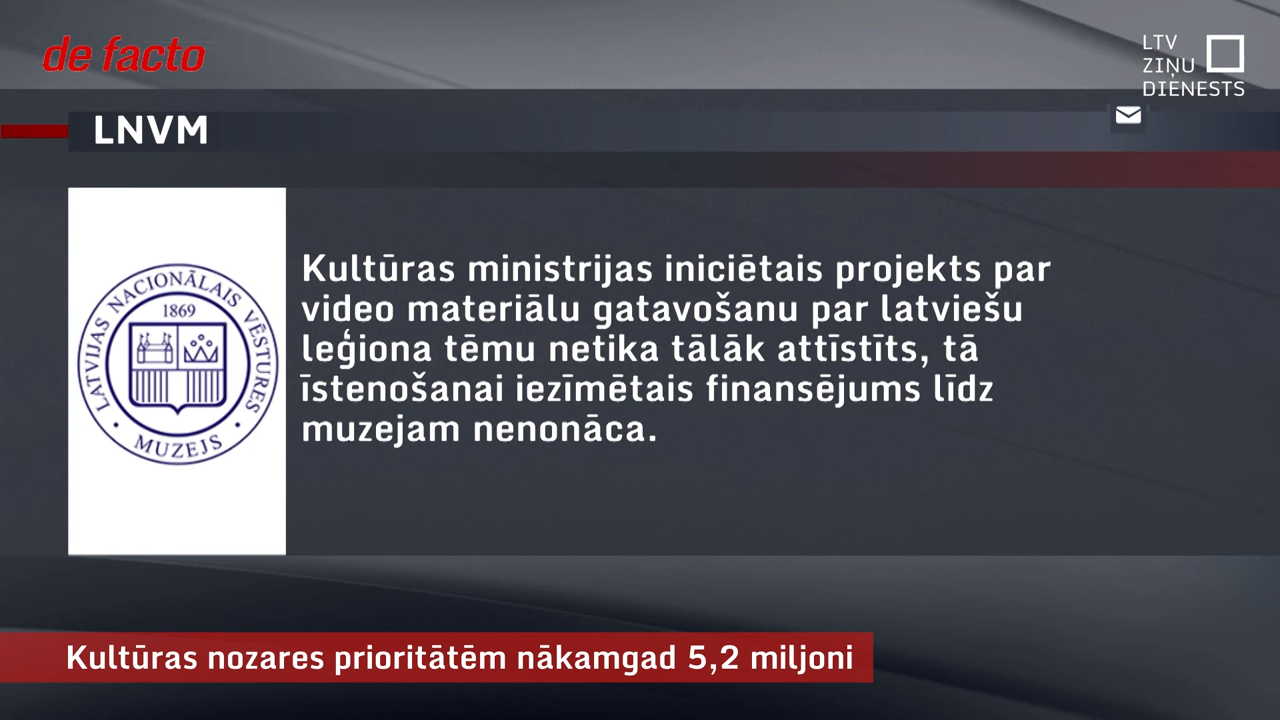 de facto
LTV
ZIŅU
DIENESTS
LNVM
LATVIJAS NACIONĀLAIS VĒSTURES
1869
MUZEJS
Kultūras ministrijas iniciētais projekts par
video materiālu gatavošanu par latviešu
leģiona tēmu netika tālāk attīstīts, tā
īstenošanai iezīmētais finansējums līdz
muzejam nenonāca.
Kultūras nozares prioritātēm nākamgad 5,2 miljoni